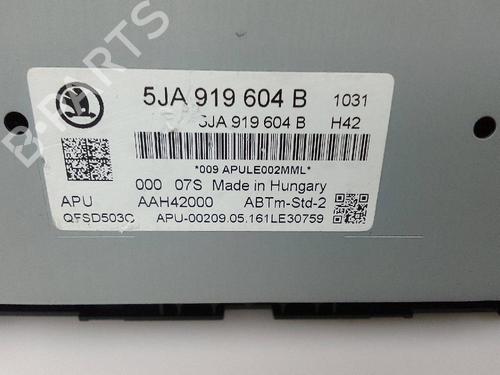 B-PARTS
5JA 919 604 B 1031
5JA 919 604 B H42
*009 APULE002MML*
000 07S Made in Hungary
APU AAH42000 ABTm-Std-2
QFSD503C APU-00209.05.161LE30759